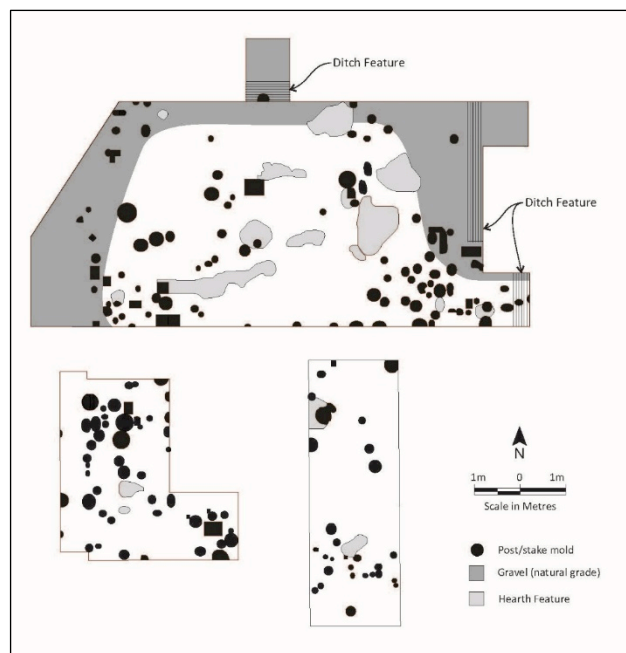 Ditch Feature
Ditch Feature
N
1m 0 1m
Scale in Metres
Post/stake mold
Gravel (natural grade)
Hearth Feature